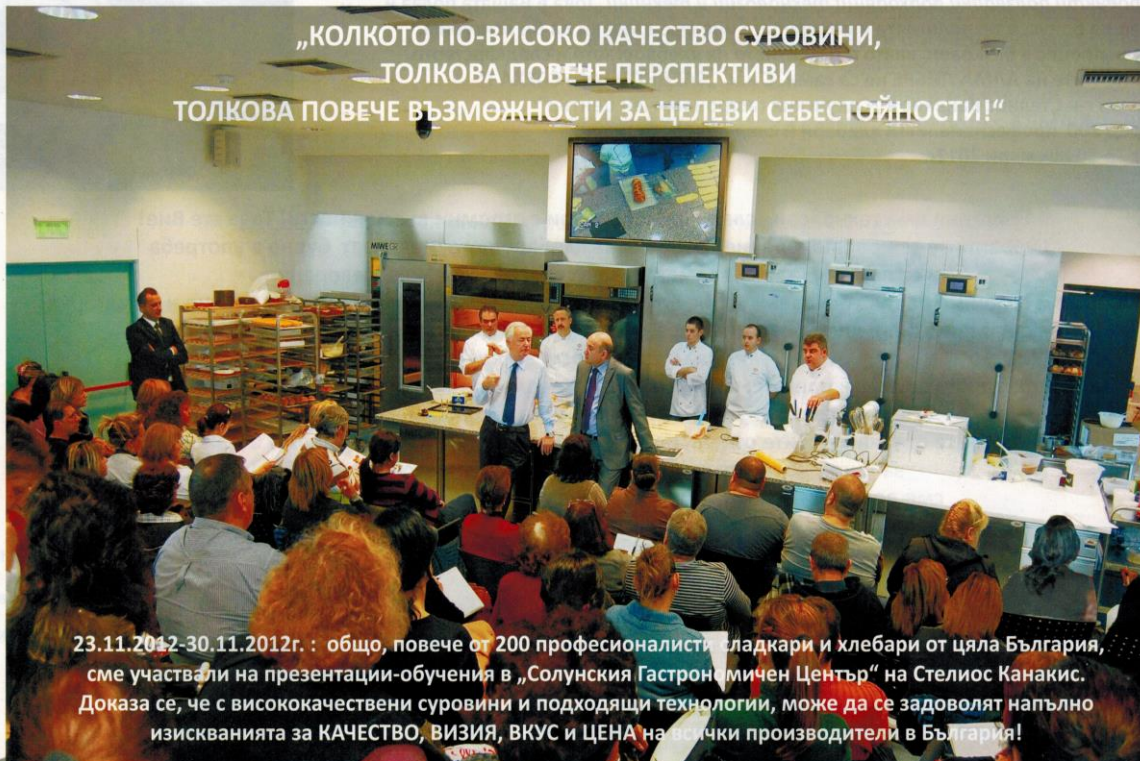 „КОЛКОТО ПО-ВИСОКО КАЧЕСТВО СУРОВИНИ,
ТОЛКОВА ПОВЕЧЕ ПЕРСПЕКТИВИ
ТОЛКОВА ПОВЕЧЕ ВЪЗМОЖНОСТИ ЗА ЦЕЛЕВИ СЕБЕСТОЙНОСТИ!“
MIWE GR
23.11.2012-30.11.2012г. : общо, повече от 200 професионалисти сладкари и хлебари от цяла България,
сме участвали на презентации-обучения в „Солунския Гастрономичен Център“ на Стелиос Канакис.
Доказа се, че с висококачествени суровини и подходящи технологии, може да се задоволят напълно
изискванията за КАЧЕСТВО, ВИЗИЯ, ВКУС и ЦЕНА на всички производители в България!